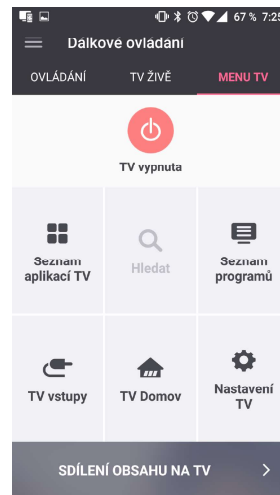 67 % 7:25
Dálkové ovládání
OVLÁDÁNÍ TV ŽIVĚ MENU TV
TV vypnuta
Seznam
aplikací TV
Hledat
Seznam
programů
TV vstupy
TV Domov
Nastavení
TV
SDÍLENÍ OBSAHU NA TV